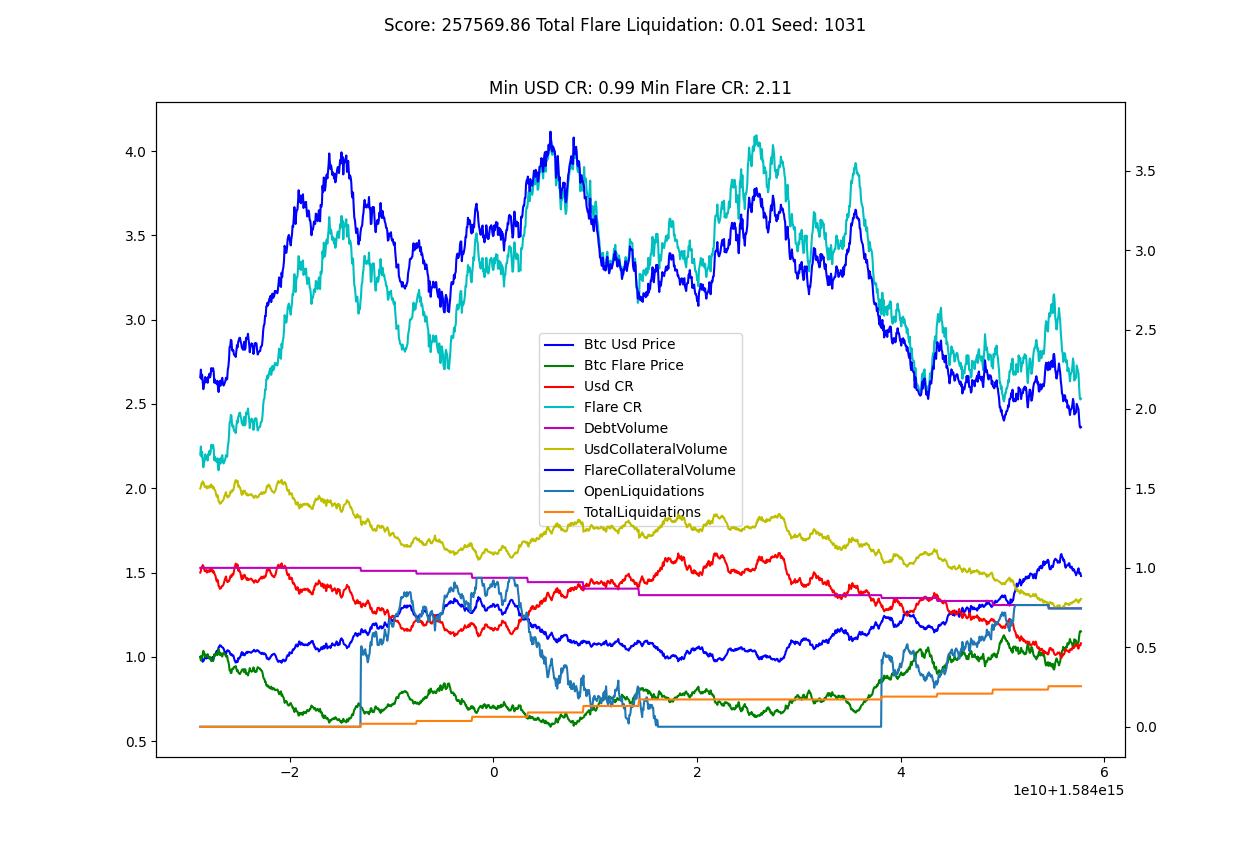 Score: 257569.86 Total Flare Liquidation: 0.01 Seed: 1031
Min USD CR: 0.99 Min Flare CR: 2.11
4.0
3.5
3.0
2.5
2.0
1.5
1.0
0.5
Btc Usd Price
Btc Flare Price
Usd CR
Flare CR
DebtVolume
UsdCollateralVolume
FlareCollateralVolume
OpenLiquidations
TotalLiquidations
3.5
3.0
2.5
2.0
1.5
1.0
0.5
0.0
−2 0 2 4 6
1e10+1.584e15